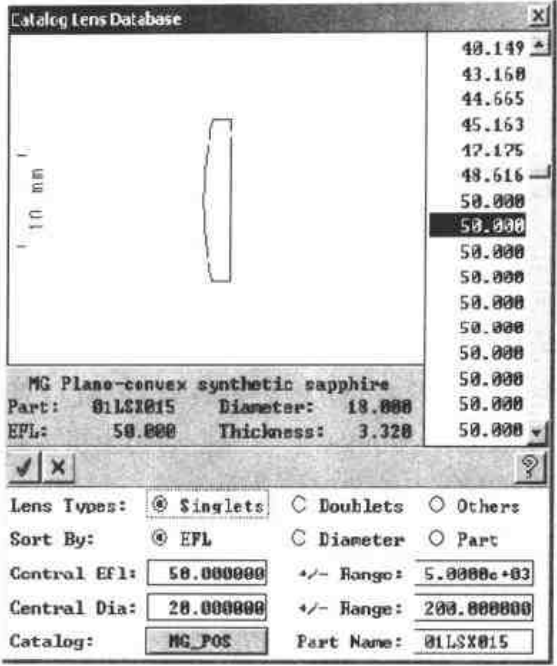 Catalog Lens Database
10 mm
40.149
43.160
44.665
45.163
47.175
48.616
50.000
50.000
50.000
50.000
50.000
50.000
50.000
50.000
50.000
50.000
MG Plano-convex synthetic sapphire
Part: 01LSX015 Diameter: 18.000
EFL: 50.000 Thickness: 3.320
?
Lens Types: Singlets Doublets Others
Sort By: EFL Diameter Part
Central Efl: 50.000000 +/- Range: 5.0000e+03
Central Dia: 20.000000 +/- Range: 200.000000
Catalog: MG_POS Part Name: 01LSX015